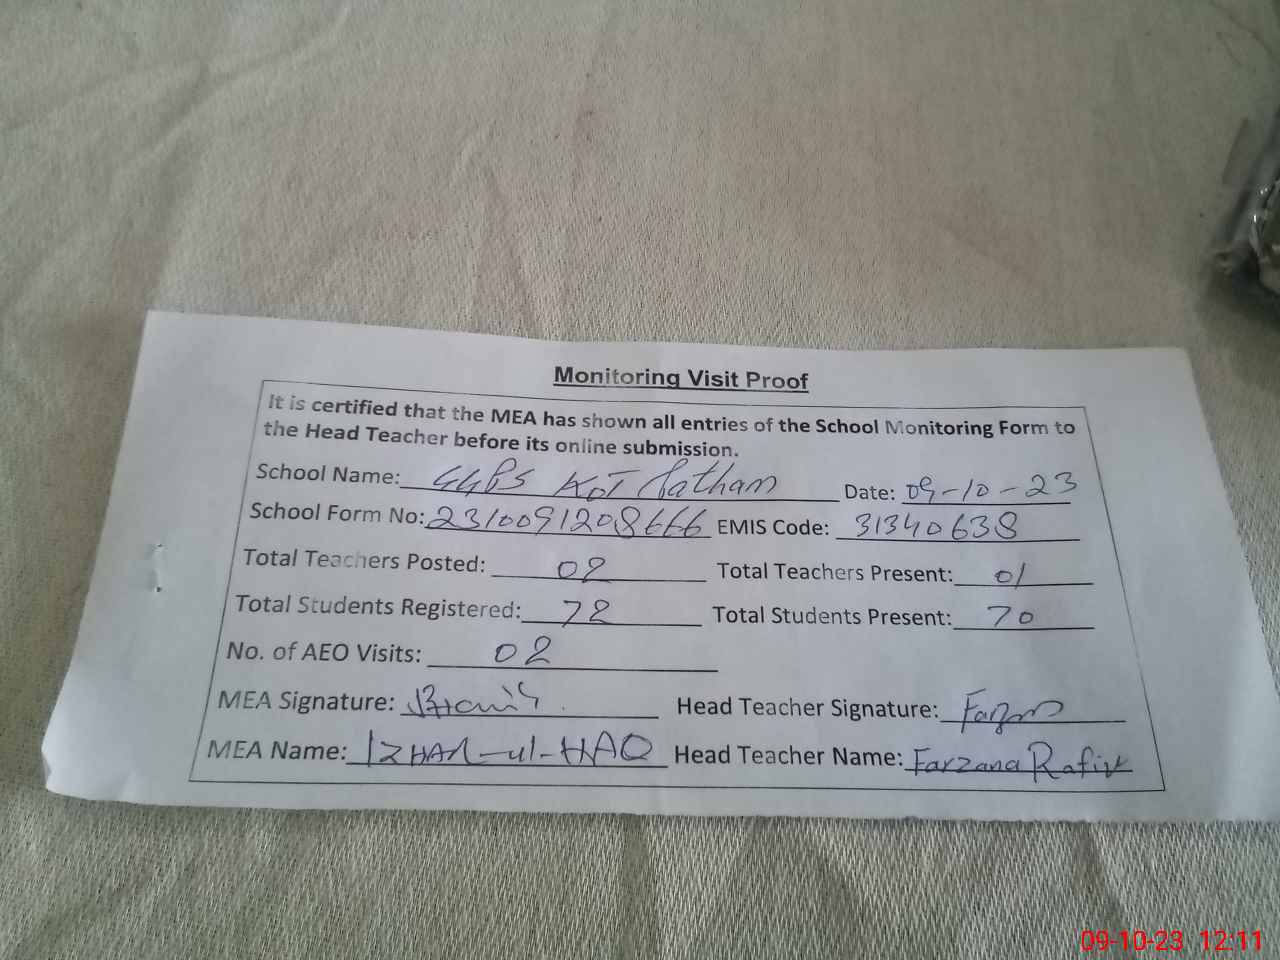 Monitoring Visit Proof
It is certified that the MEA has shown all entries of the School Monitoring Form to
the Head Teacher before its online submission.
School Name: GGPS KOT Pathan Date: 09-10-23
School Form No: 2310091208666 EMIS Code: 31340638
Total Teachers Posted: 02 Total Teachers Present: 01
Total Students Registered: 72 Total Students Present: 70
No. of AEO Visits: 02
MEA Signature: Head Teacher Signature:
MEA Name: IZHAR-ul-HAQ Head Teacher Name: Farzana Rafiq
09-10-23 12:11